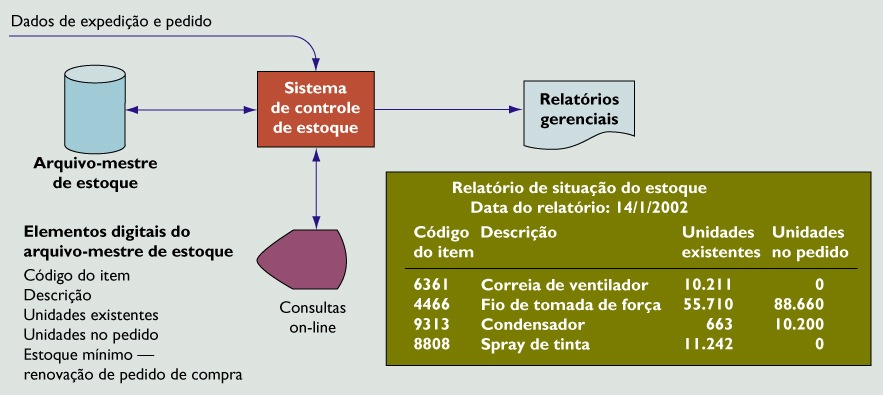 Dados de expedição e pedido
Sistema
de controle
de estoque
Relatórios
gerenciais
Arquivo-mestre
de estoque
Elementos digitais do
arquivo-mestre de estoque
Código do item
Descrição
Unidades existentes
Unidades no pedido
Estoque mínimo —
renovação de pedido de compra
Consultas
on-line
Relatório de situação do estoque
Data do relatório: 14/1/2002
Código Descrição Unidades Unidades
do item existentes no pedido
6361 Correia de ventilador 10.211 0
4466 Fio de tomada de força 55.710 88.660
9313 Condensador 663 10.200
8808 Spray de tinta 11.242 0